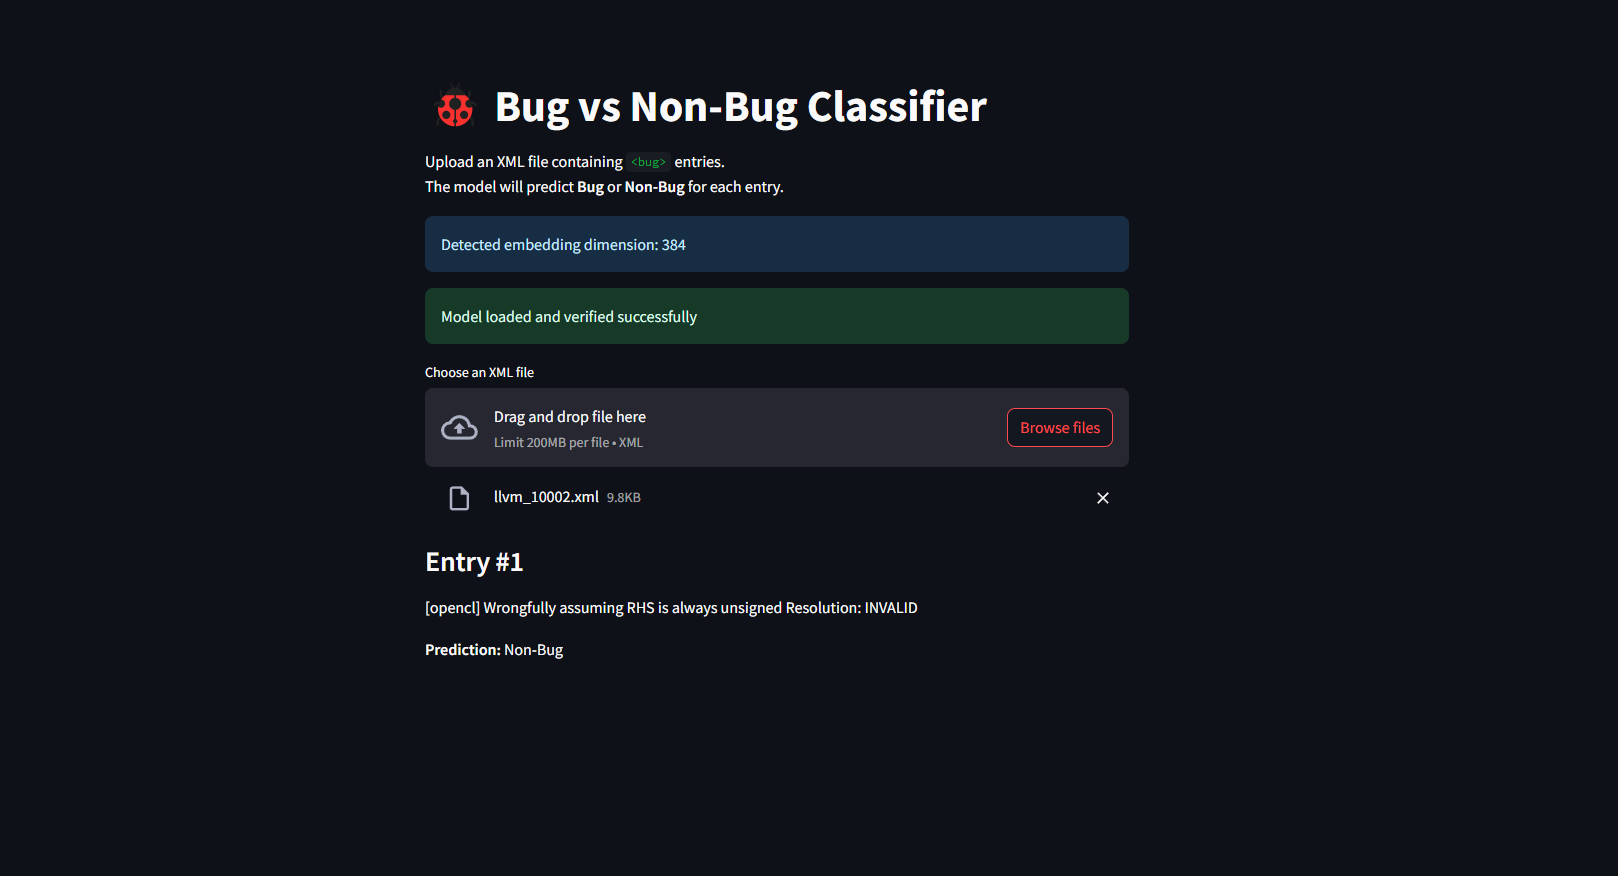 Bug vs Non-Bug Classifier
Upload an XML file containing <bug> entries.
The model will predict Bug or Non-Bug for each entry.
Detected embedding dimension: 384
Model loaded and verified successfully
Choose an XML file
Drag and drop file here
Limit 200MB per file • XML
Browse files
llvm_10002.xml 9.8KB
Entry #1
[opencl] Wrongfully assuming RHS is always unsigned Resolution: INVALID
Prediction: Non-Bug